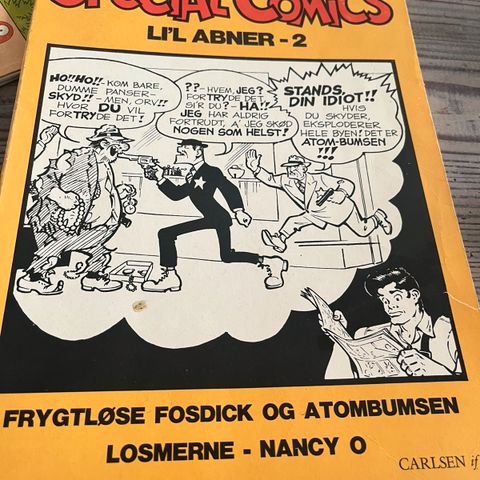 SPECIAL COMICS
LI'L ABNER - 2
HO!! HO!! - KOM BARE,
DUMME PANSER-
SKYD!! - MEN, ORV!!
HVOR DU VIL
FORTRYDE DET!
?? - HVEM, JEG?
FORTRYDE DET,
SI'R DU? - HA!!
JEG HAR ALDRIG
FORTRUDT, A' JEG SKØD
NOGEN SOM HELST!
STANDS,
DIN IDIOT!!
HVIS
DU SKYDER,
EKSPLODERER
HELE BYEN! DET ER
ATOM-BUMSEN
!!!
FRYGTLØSE FOSDICK OG ATOMBUMSEN
LOSMERNE - NANCY O
CARLSEN if